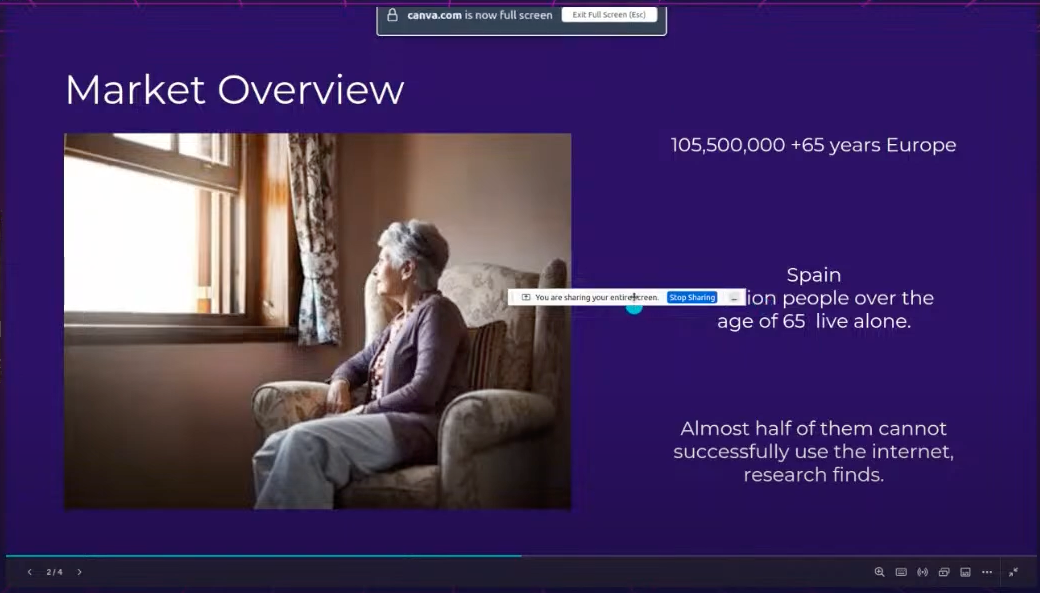 canva.com is now full screen
Exit Full Screen (Esc)
Market Overview
105,500,000 +65 years Europe
Spain
You are sharing your entire screen.
Stop Sharing
people over the
age of 65 live alone.
Almost half of them cannot
successfully use the internet,
research finds.
2/4